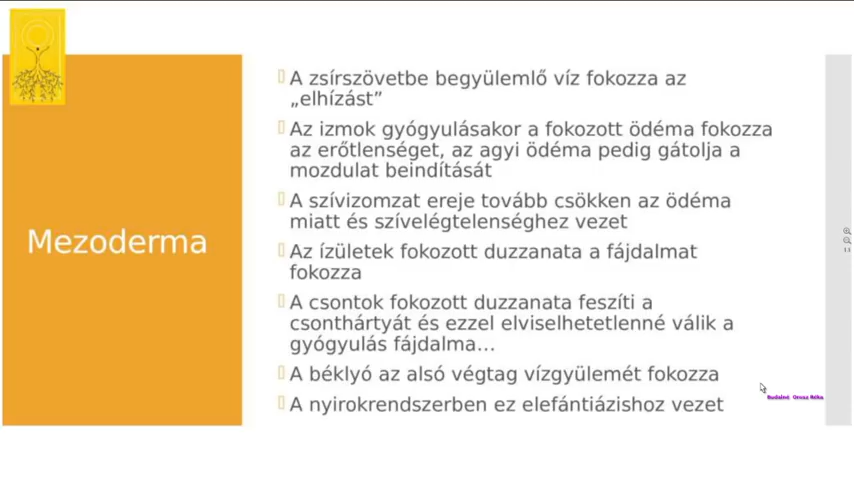 Mezoderma
A zsírszövetbe begyülemlő víz fokozza az
„elhízást”
Az izmok gyógyulásakor a fokozott ödéma fokozza
az erőtlenséget, az agyi ödéma pedig gátolja a
mozdulat beindítását
A szívizomzat ereje tovább csökken az ödéma
miatt és szívelégtelenséghez vezet
Az ízületek fokozott duzzanata a fájdalmat
fokozza
A csontok fokozott duzzanata feszíti a
csonthártyát és ezzel elviselhetetlenné válik a
gyógyulás fájdalma…
A béklyó az alsó végtag vízgyülemét fokozza
A nyirokrendszerben ez elefántiázishoz vezet
Budainé Orosz Réka